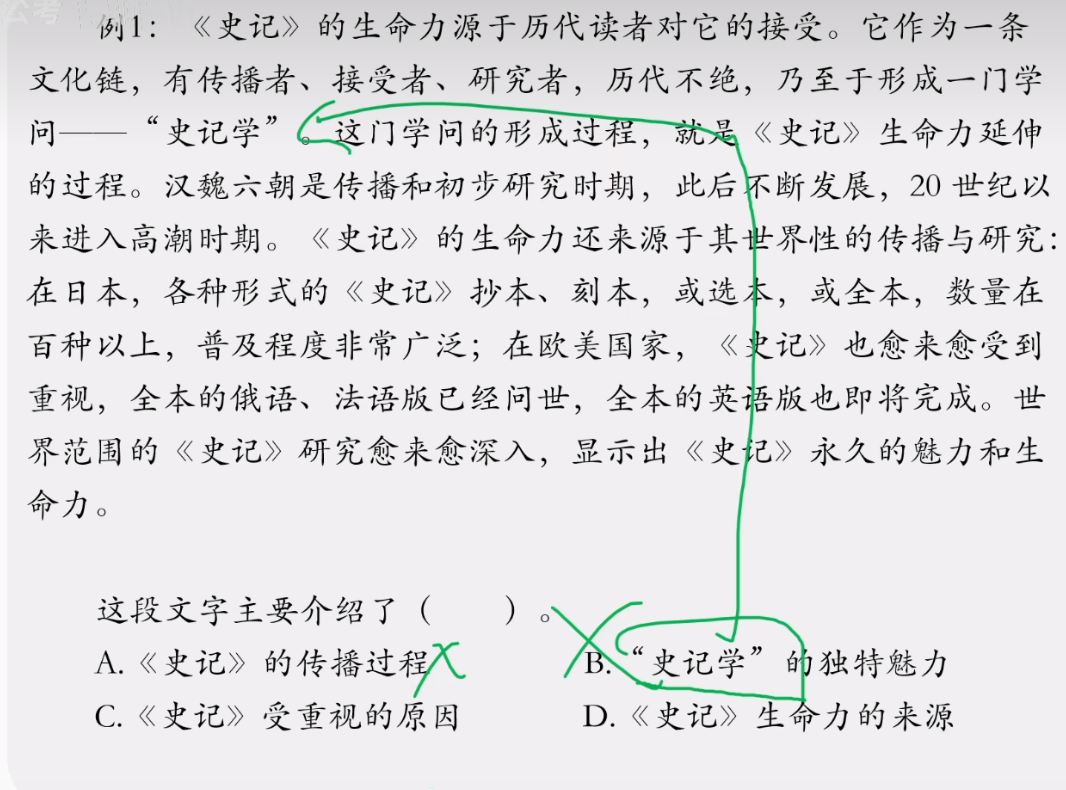 公考
例1：《史记》的生命力源于历代读者对它的接受。它作为一条
文化链，有传播者、接受者、研究者，历代不绝，乃至于形成一门学
问——“史记学”。这门学问的形成过程，就是《史记》生命力延伸
的过程。汉魏六朝是传播和初步研究时期，此后不断发展，20 世纪以
来进入高潮时期。《史记》的生命力还来源于其世界性的传播与研究：
在日本，各种形式的《史记》抄本、刻本，或选本，或全本，数量在
百种以上，普及程度非常广泛；在欧美国家，《史记》也愈来愈受到
重视，全本的俄语、法语版已经问世，全本的英语版也即将完成。世
界范围的《史记》研究愈来愈深入，显示出《史记》永久的魅力和生
命力。
这段文字主要介绍了（　　）。
A.《史记》的传播过程
B.“史记学”的独特魅力
C.《史记》受重视的原因
D.《史记》生命力的来源